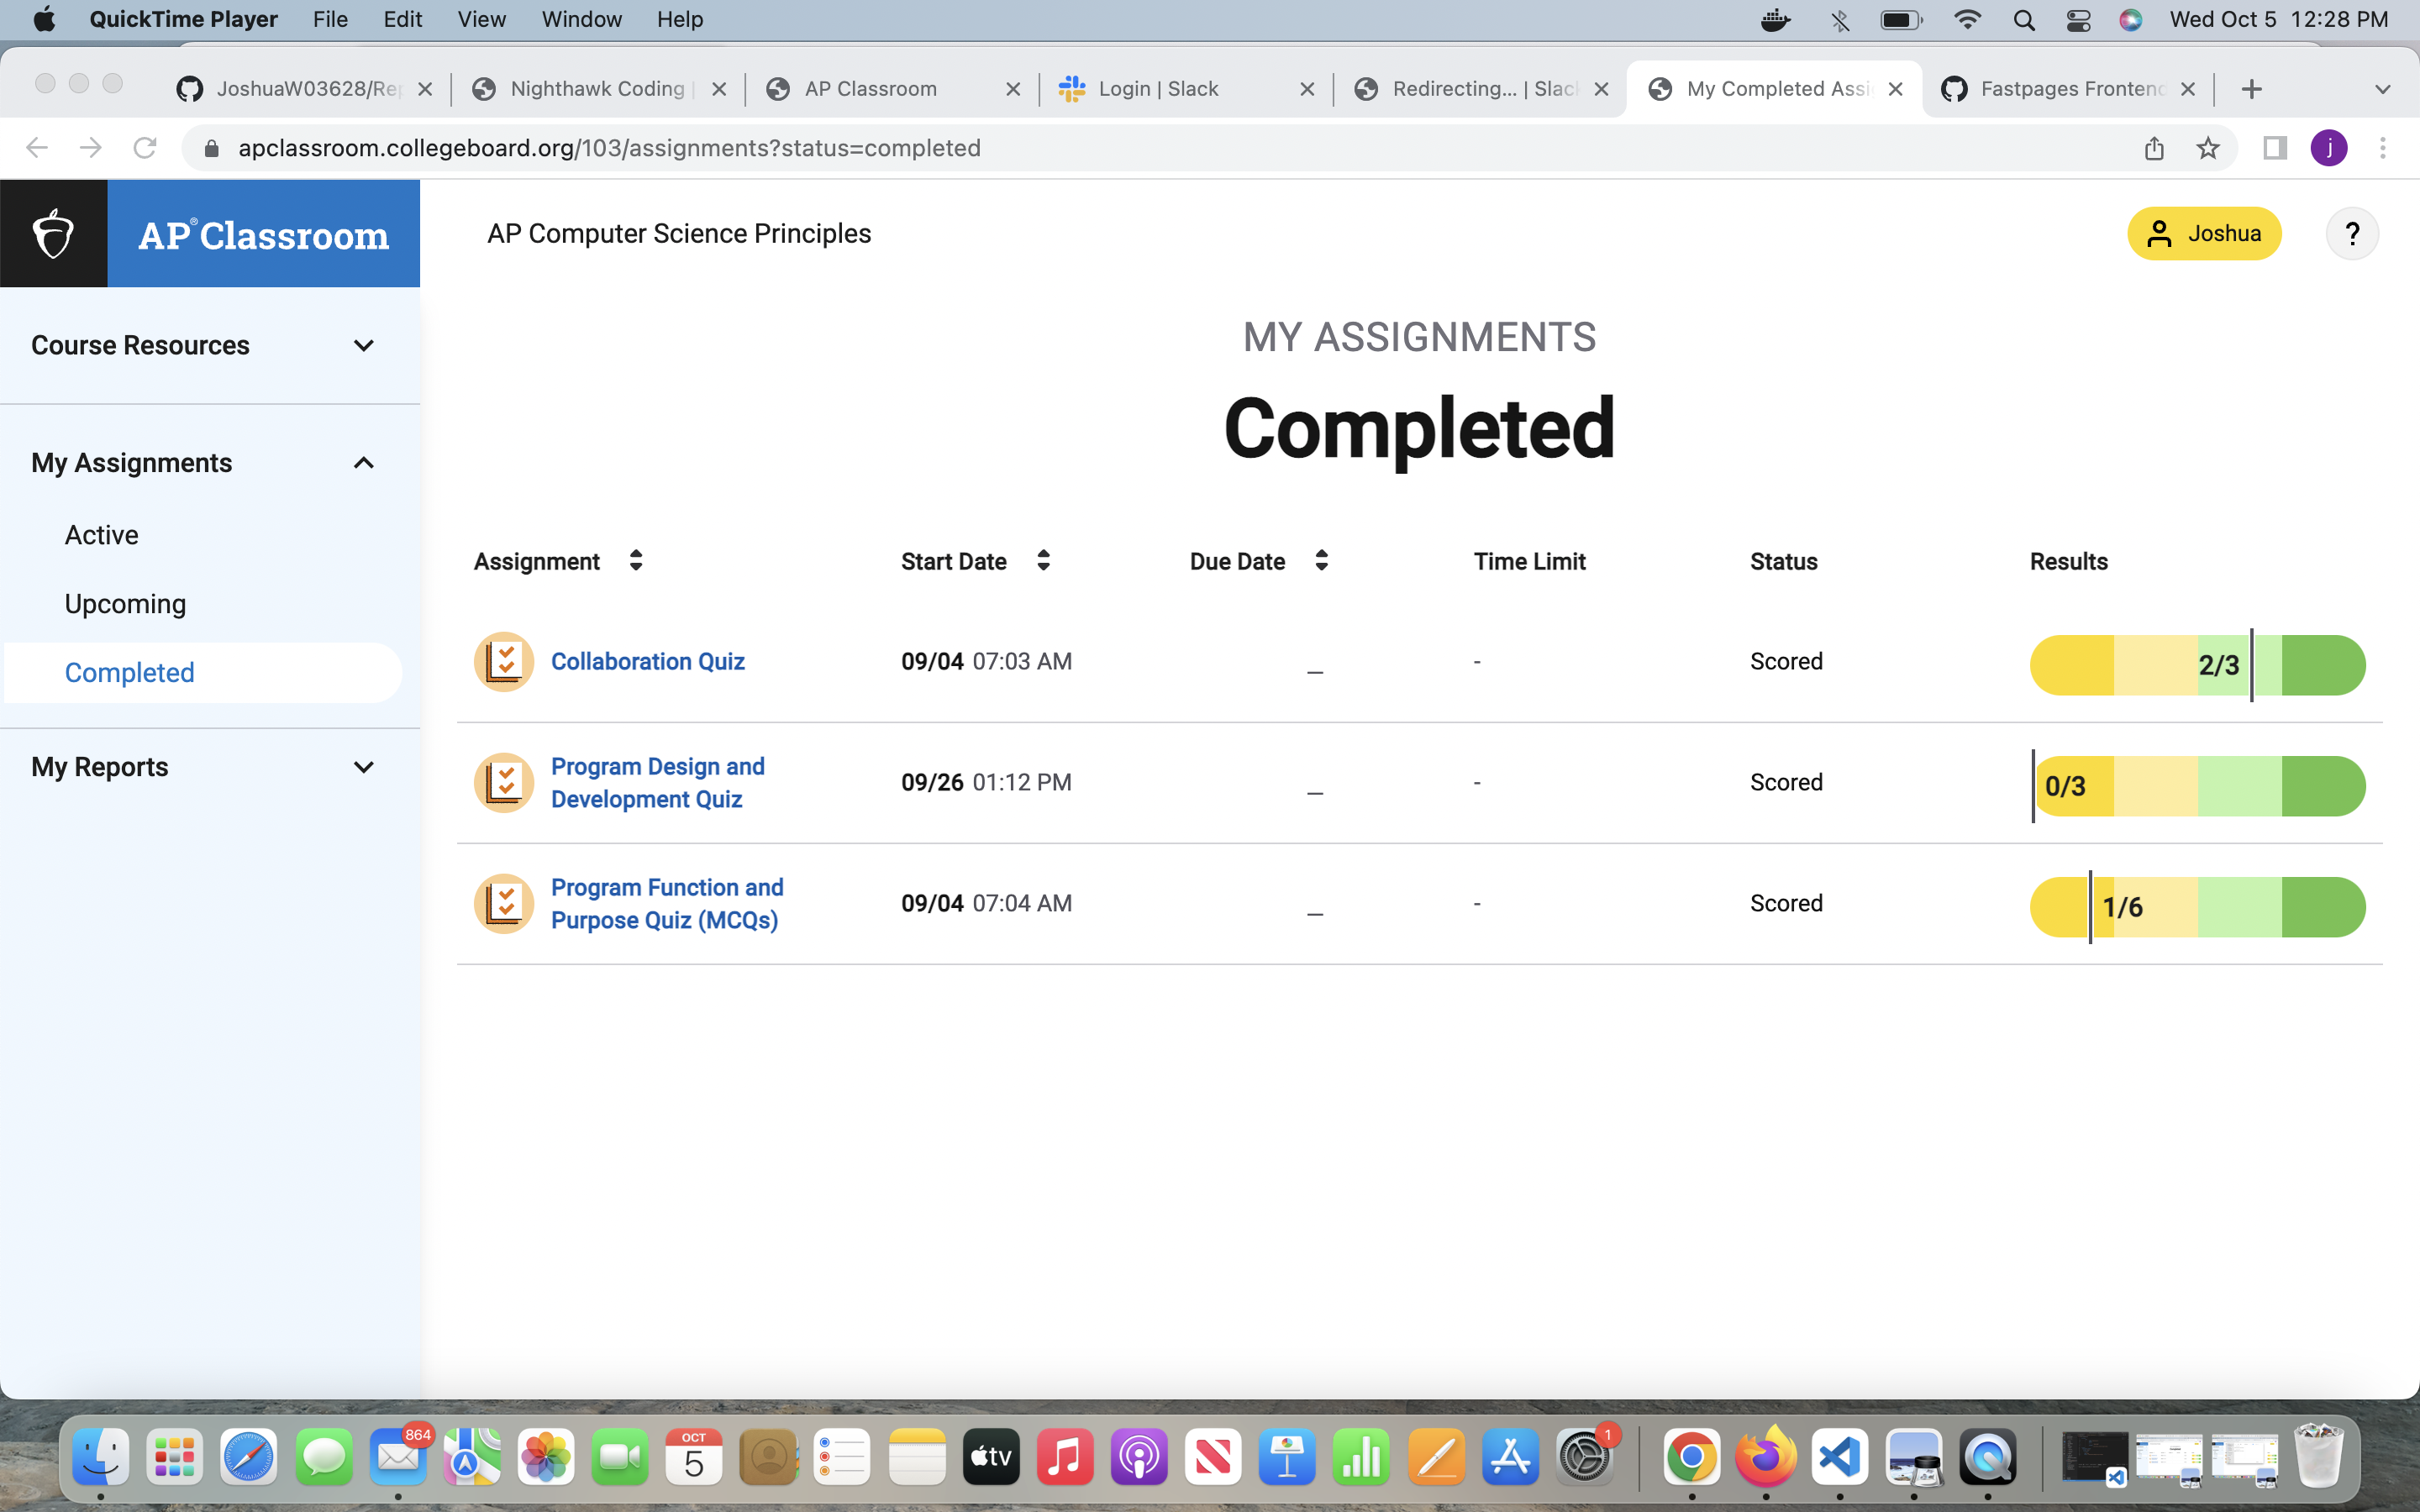 QuickTime Player File Edit View Window Help Wed Oct 5 12:28 PM
JoshuaW03628/Rep Nighthawk Coding | AP Classroom Login | Slack Redirecting... | Slac My Completed Assi Fastpages Frontend
apclassroom.collegeboard.org/103/assignments?status=completed j
AP® Classroom
AP Computer Science Principles
Joshua ?
Course Resources
My Assignments
Active
Upcoming
Completed
My Reports
MY ASSIGNMENTS
Completed
Assignment Start Date Due Date Time Limit Status Results
Collaboration Quiz 09/04 07:03 AM _ - Scored 2/3
Program Design and
Development Quiz 09/26 01:12 PM _ - Scored 0/3
Program Function and
Purpose Quiz (MCQs) 09/04 07:04 AM _ - Scored 1/6
864 OCT 5 tv 1